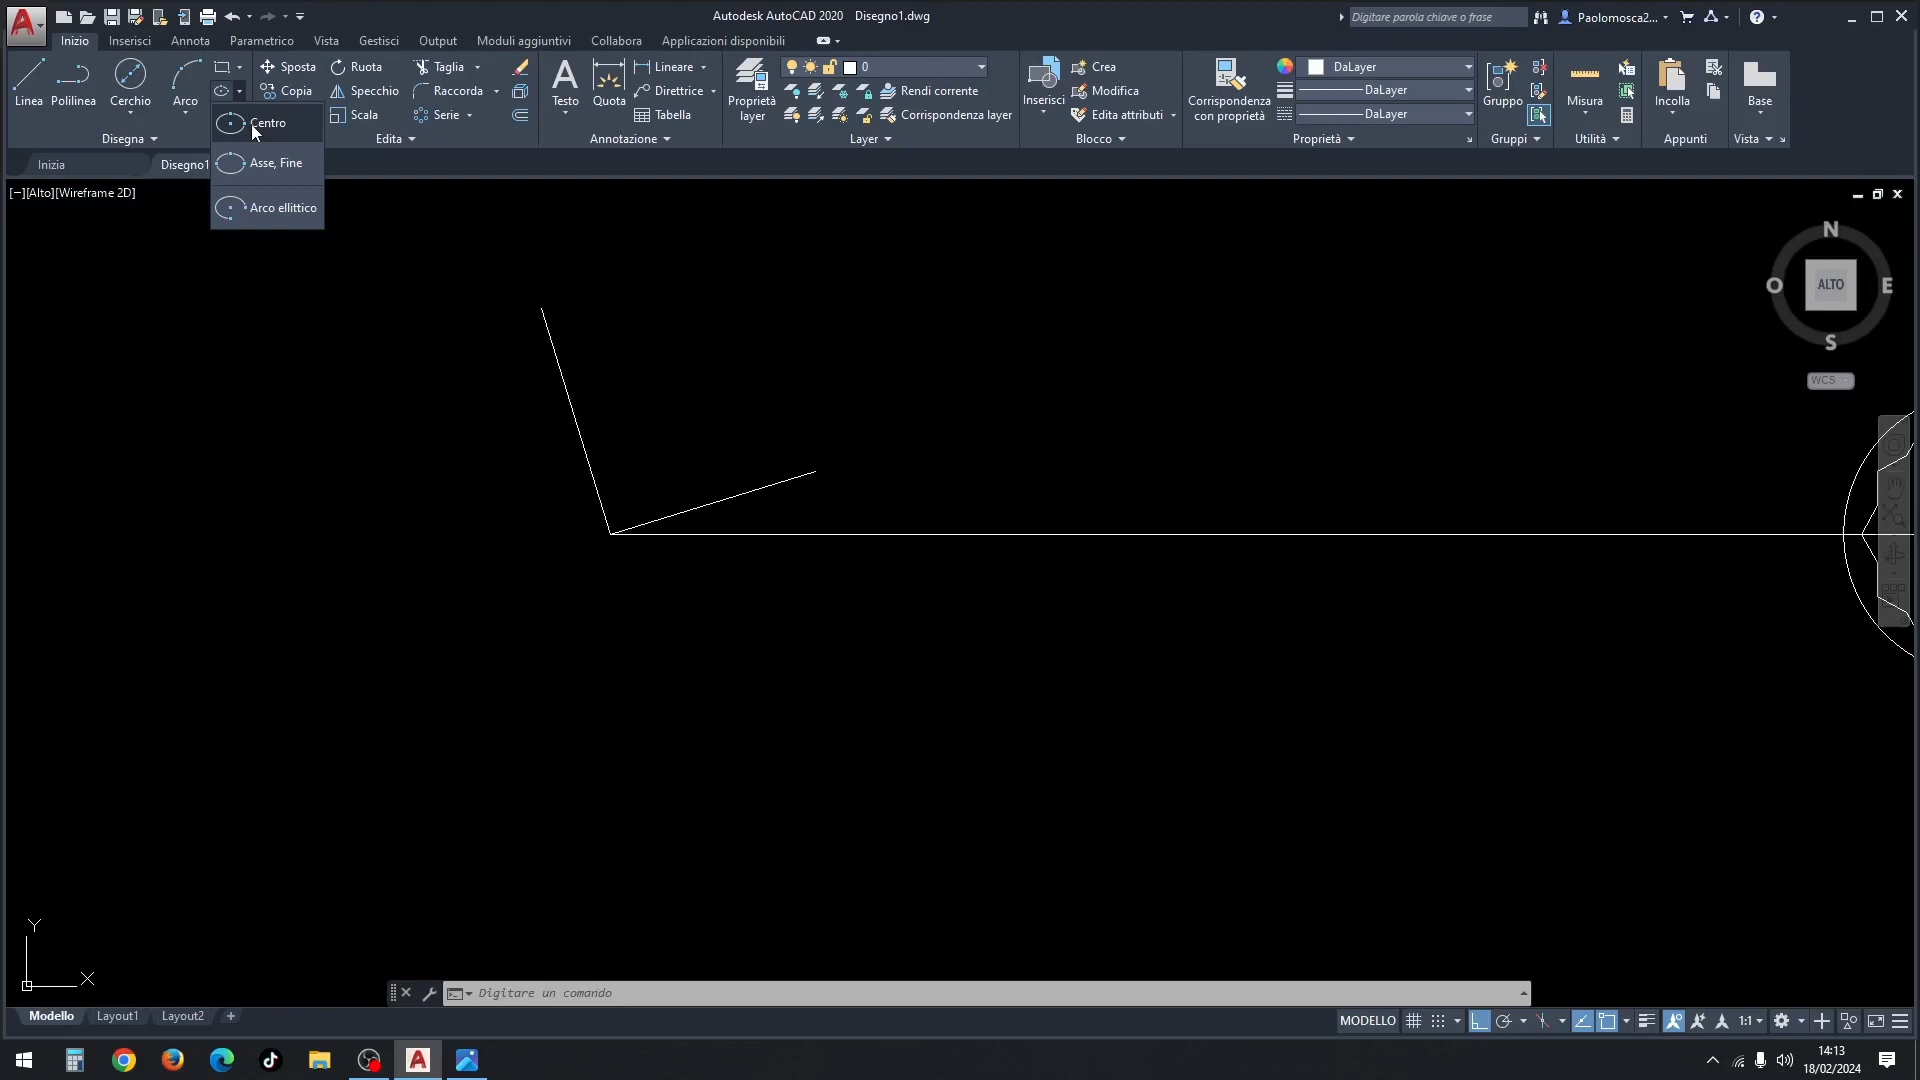 Autodesk AutoCAD 2020 Disegno1.dwg
Digitare parola chiave o frase
Paolomosca2...
Inizio Inserisci Annota Parametrico Vista Gestisci Output Moduli aggiuntivi Collabora Applicazioni disponibili
Linea Polilinea Cerchio Arco
Disegna
Sposta Ruota Taglia
Copia Specchio Raccorda
Scala Serie
Edita
Testo Quota
Lineare
Direttrice
Tabella
Annotazione
Proprietà
layer
0
Rendi corrente
Corrispondenza layer
Layer
Inserisci
Crea
Modifica
Edita attributi
Blocco
Corrispondenza
con proprietà
DaLayer
DaLayer
DaLayer
Proprietà
Gruppo
Gruppi
Misura
Utilità
Incolla
Appunti
Base
Vista
Centro
Asse, Fine
Arco ellittico
Inizia Disegno1
[−][Alto][Wireframe 2D]
N
O ALTO E
S
WCS
Y
X
Digitare un comando
Modello Layout1 Layout2 +
MODELLO 1:1
14:13
18/02/2024